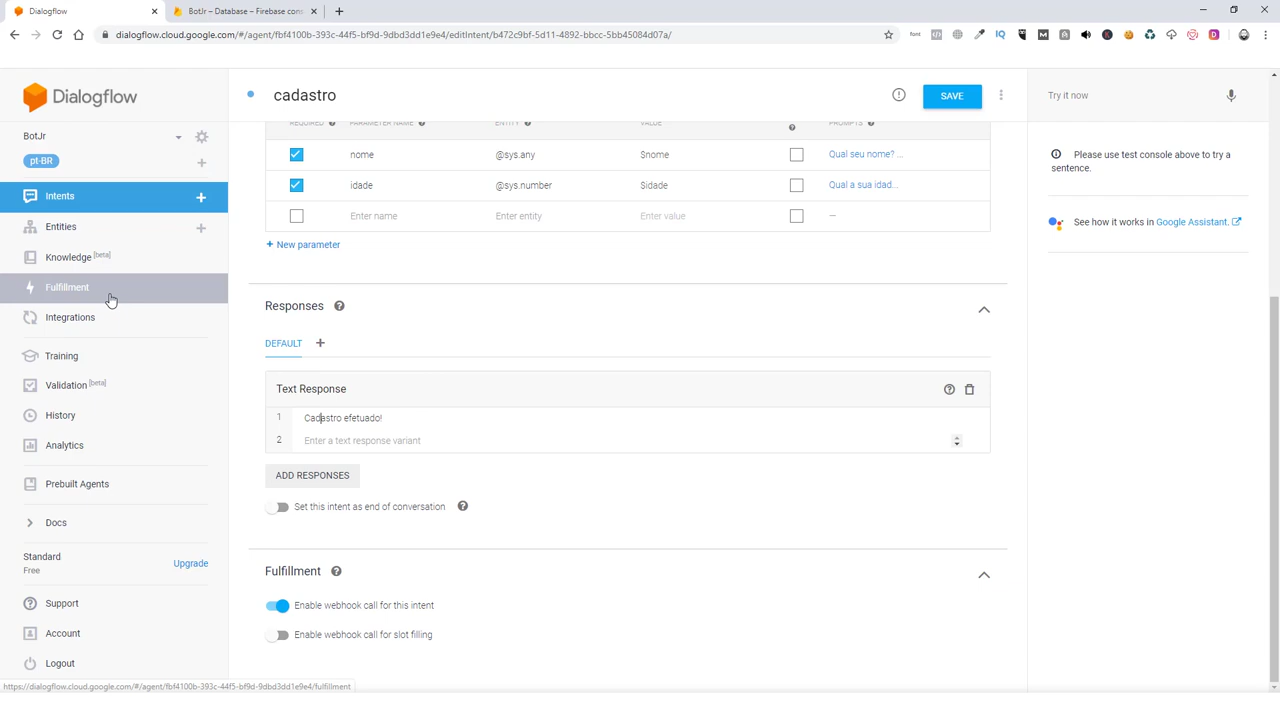 Dialogflow
BotJr – Database – Firebase cons
dialogflow.cloud.google.com/#/agent/fbf4100b-393c-44f5-bf9d-9dbd3dd1e9e4/editIntent/b472c9bf-5d11-4892-bbcc-5bb45084d07a/
Dialogflow
cadastro
SAVE
Try it now
BotJr
pt-BR
REQUIRED
PARAMETER NAME
ENTITY
VALUE
PROMPTS
nome
@sys.any
$nome
Qual seu nome? ...
idade
@sys.number
$idade
Qual a sua idad...
Enter name
Enter entity
Enter value
—
+ New parameter
Please use test console above to try a
sentence.
See how it works in Google Assistant.
Intents
Entities
Knowledge [beta]
Fulfillment
Integrations
Training
Validation [beta]
History
Analytics
Prebuilt Agents
Docs
Standard
Free
Upgrade
Support
Account
Logout
Responses
DEFAULT
Text Response
1 Cadastro efetuado!
2 Enter a text response variant
ADD RESPONSES
Set this intent as end of conversation
Fulfillment
Enable webhook call for this intent
Enable webhook call for slot filling
https://dialogflow.cloud.google.com/#/agent/fbf4100b-393c-44f5-bf9d-9dbd3dd1e9e4/fulfillment